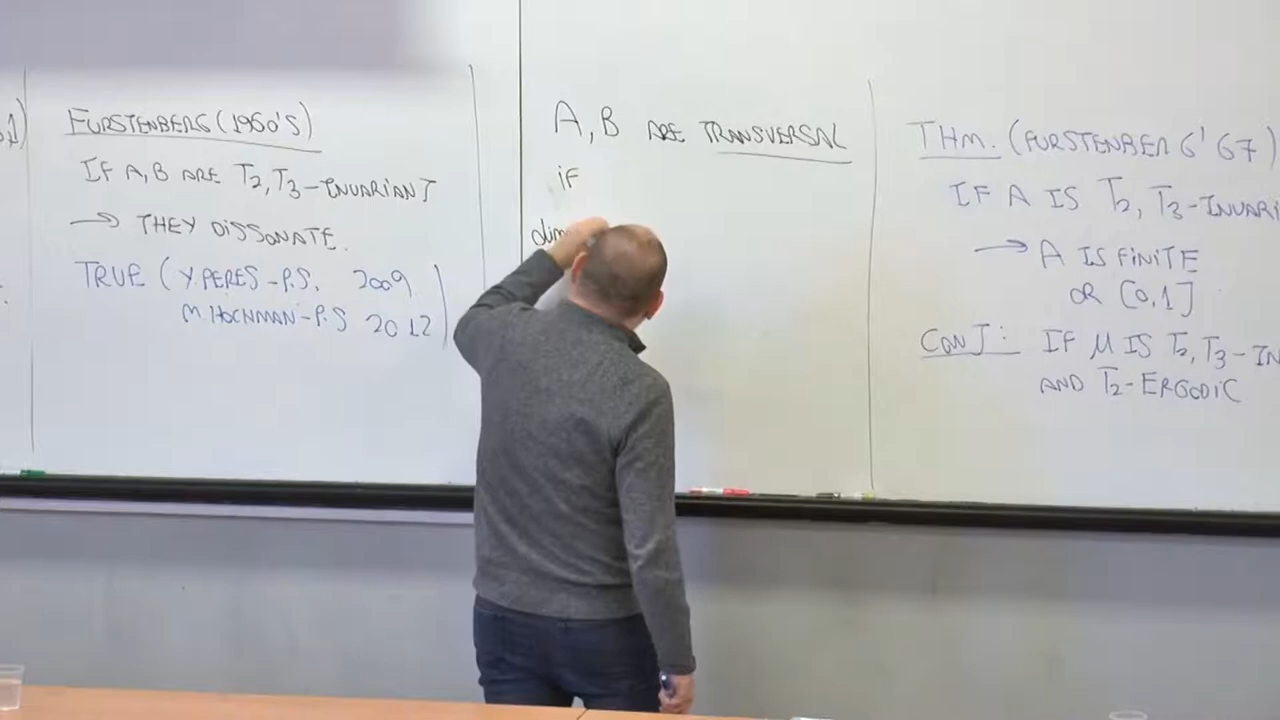 FURSTENBERG (1960'S)
IF A,B ARE T₂,T₃-INVARIANT
→ THEY DISSONATE.
TRUE (Y.PERES-P.S. 2009
M.HOCHMAN-P.S 2012)
A, B ARE TRANSVERSAL
iF
dim
THM. (FURSTENBERG'67)
IF A IS T₂, T₃-INVARI
→ A IS FINITE
OR [0,1]
CONJ: IF μ IS T₂, T₃-IN
AND T₂-ERGODIC